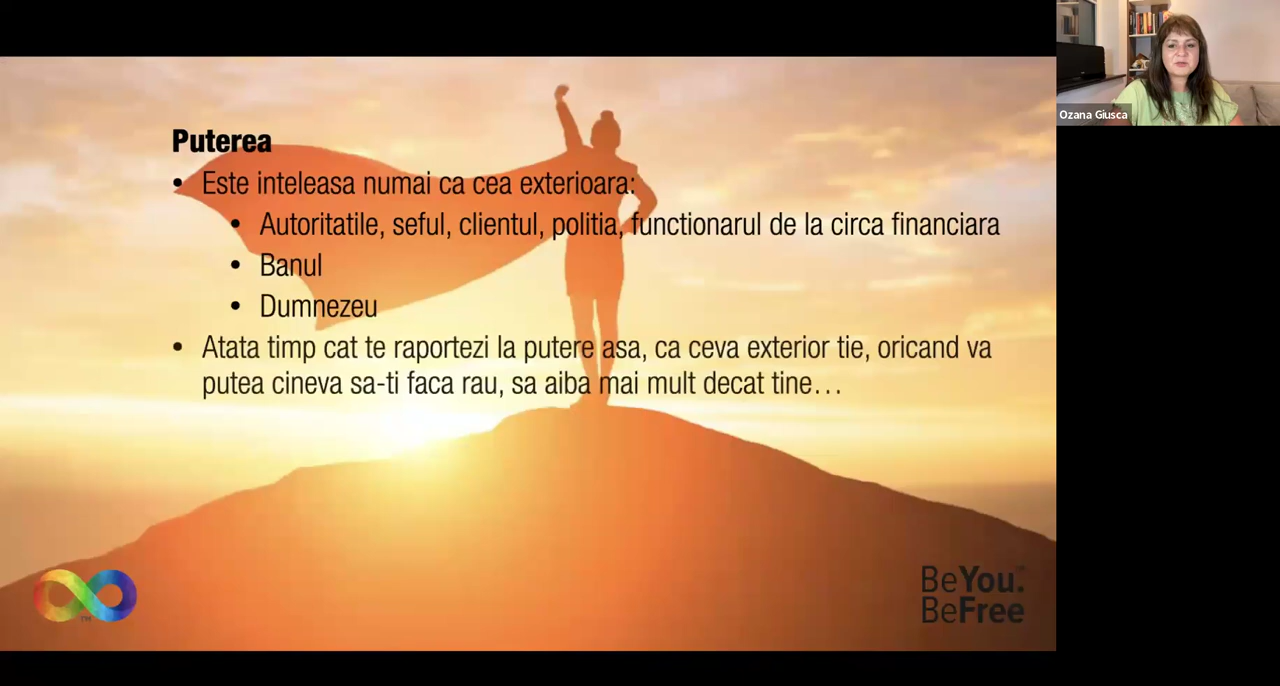 Puterea
• Este inteleasa numai ca cea exterioara:
• Autoritatile, seful, clientul, politia, functionarul de la circa financiara
• Banul
• Dumnezeu
• Atata timp cat te raportezi la putere asa, ca ceva exterior tie, oricand va
putea cineva sa-ti faca rau, sa aiba mai mult decat tine…
Ozana Giusca
TM
BeYou.™
BeFree